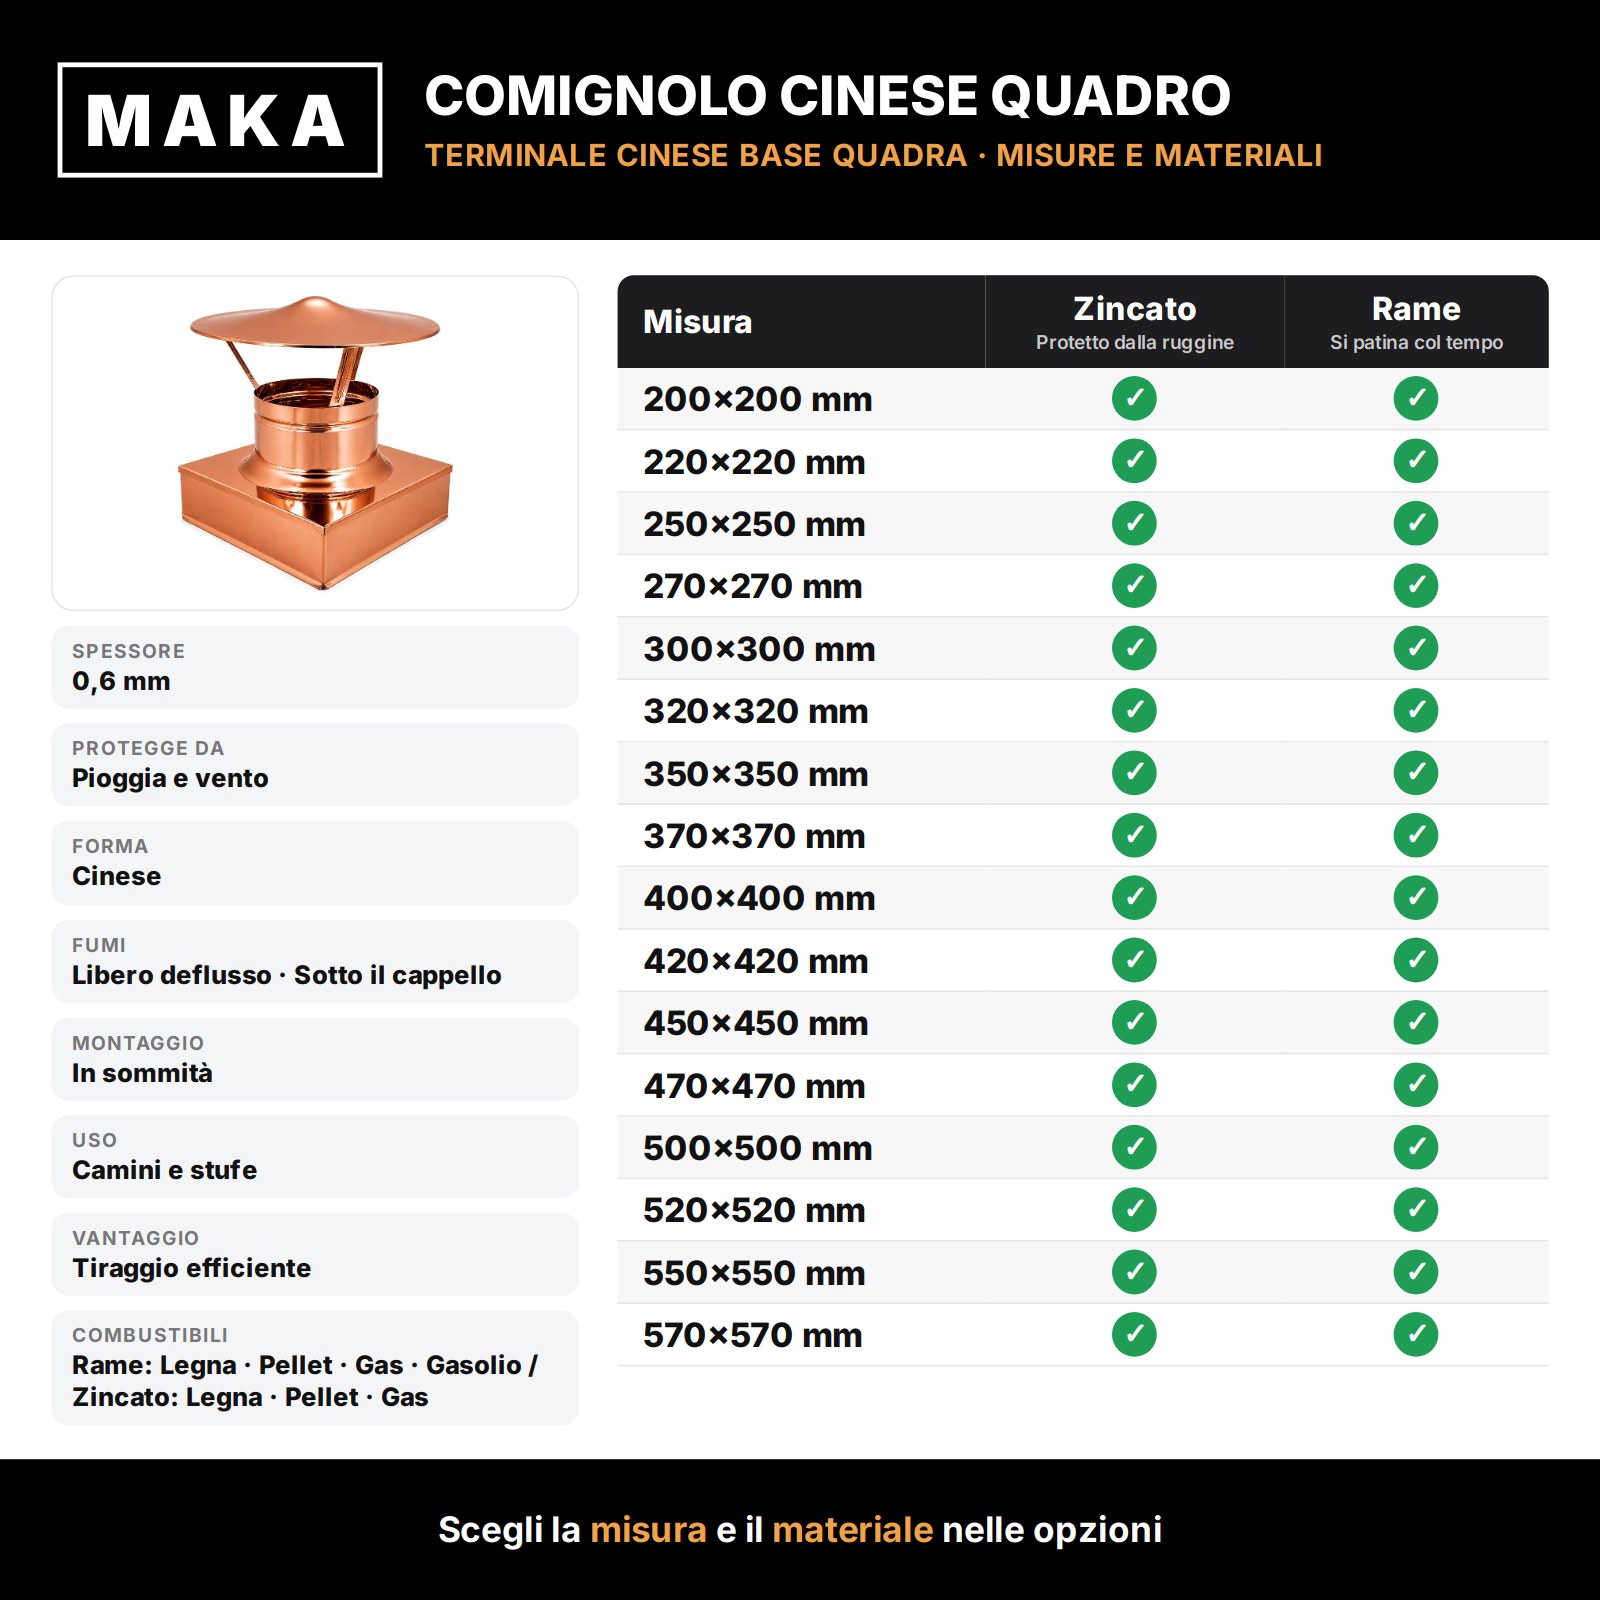 MAKA
COMIGNOLO CINESE QUADRO
TERMINALE CINESE BASE QUADRA · MISURE E MATERIALI
SPESSORE
0,6 mm
PROTEGGE DA
Pioggia e vento
FORMA
Cinese
FUMI
Libero deflusso · Sotto il cappello
MONTAGGIO
In sommità
USO
Camini e stufe
VANTAGGIO
Tiraggio efficiente
COMBUSTIBILI
Rame: Legna · Pellet · Gas · Gasolio /
Zincato: Legna · Pellet · Gas
Misura Zincato Rame
Protetto dalla ruggine Si patina col tempo
200×200 mm ✓ ✓
220×220 mm ✓ ✓
250×250 mm ✓ ✓
270×270 mm ✓ ✓
300×300 mm ✓ ✓
320×320 mm ✓ ✓
350×350 mm ✓ ✓
370×370 mm ✓ ✓
400×400 mm ✓ ✓
420×420 mm ✓ ✓
450×450 mm ✓ ✓
470×470 mm ✓ ✓
500×500 mm ✓ ✓
520×520 mm ✓ ✓
550×550 mm ✓ ✓
570×570 mm ✓ ✓
Scegli la misura e il materiale nelle opzioni